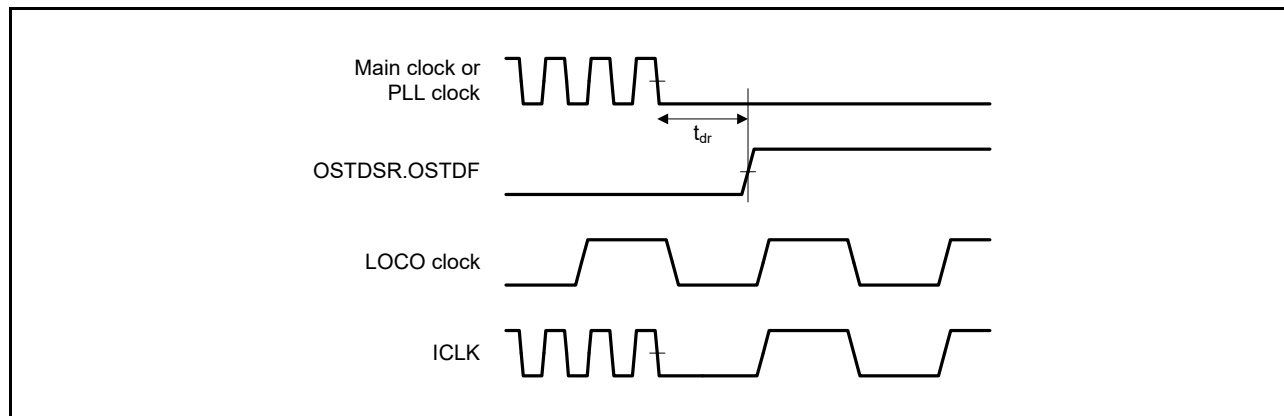 Main clock or
PLL clock
tdr
OSTDSR.OSTDF
LOCO clock
ICLK